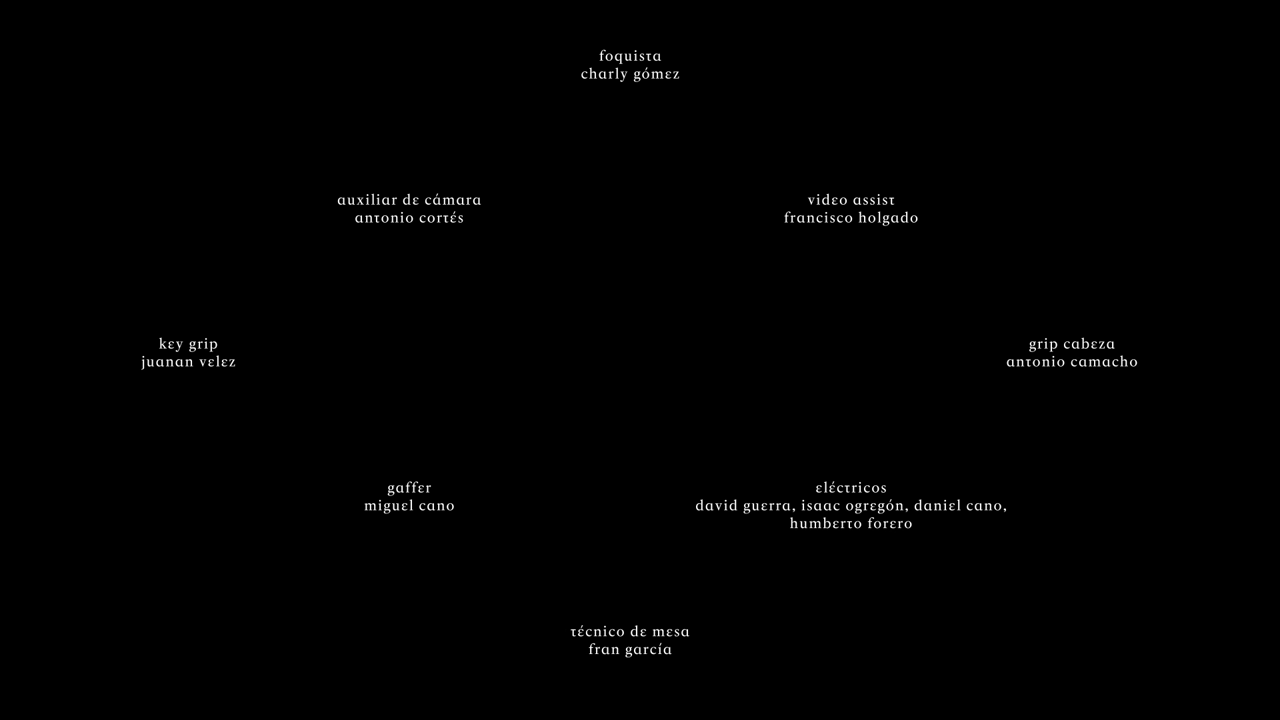 foquista
charly gómez
auxiliar de cámara
antonio cortés
video assist
francisco holgado
key grip
juanan velez
grip cabeza
antonio camacho
gaffer
miguel cano
eléctricos
david guerra, isaac ogregón, daniel cano,
humberto forero
técnico de mesa
fran garcía